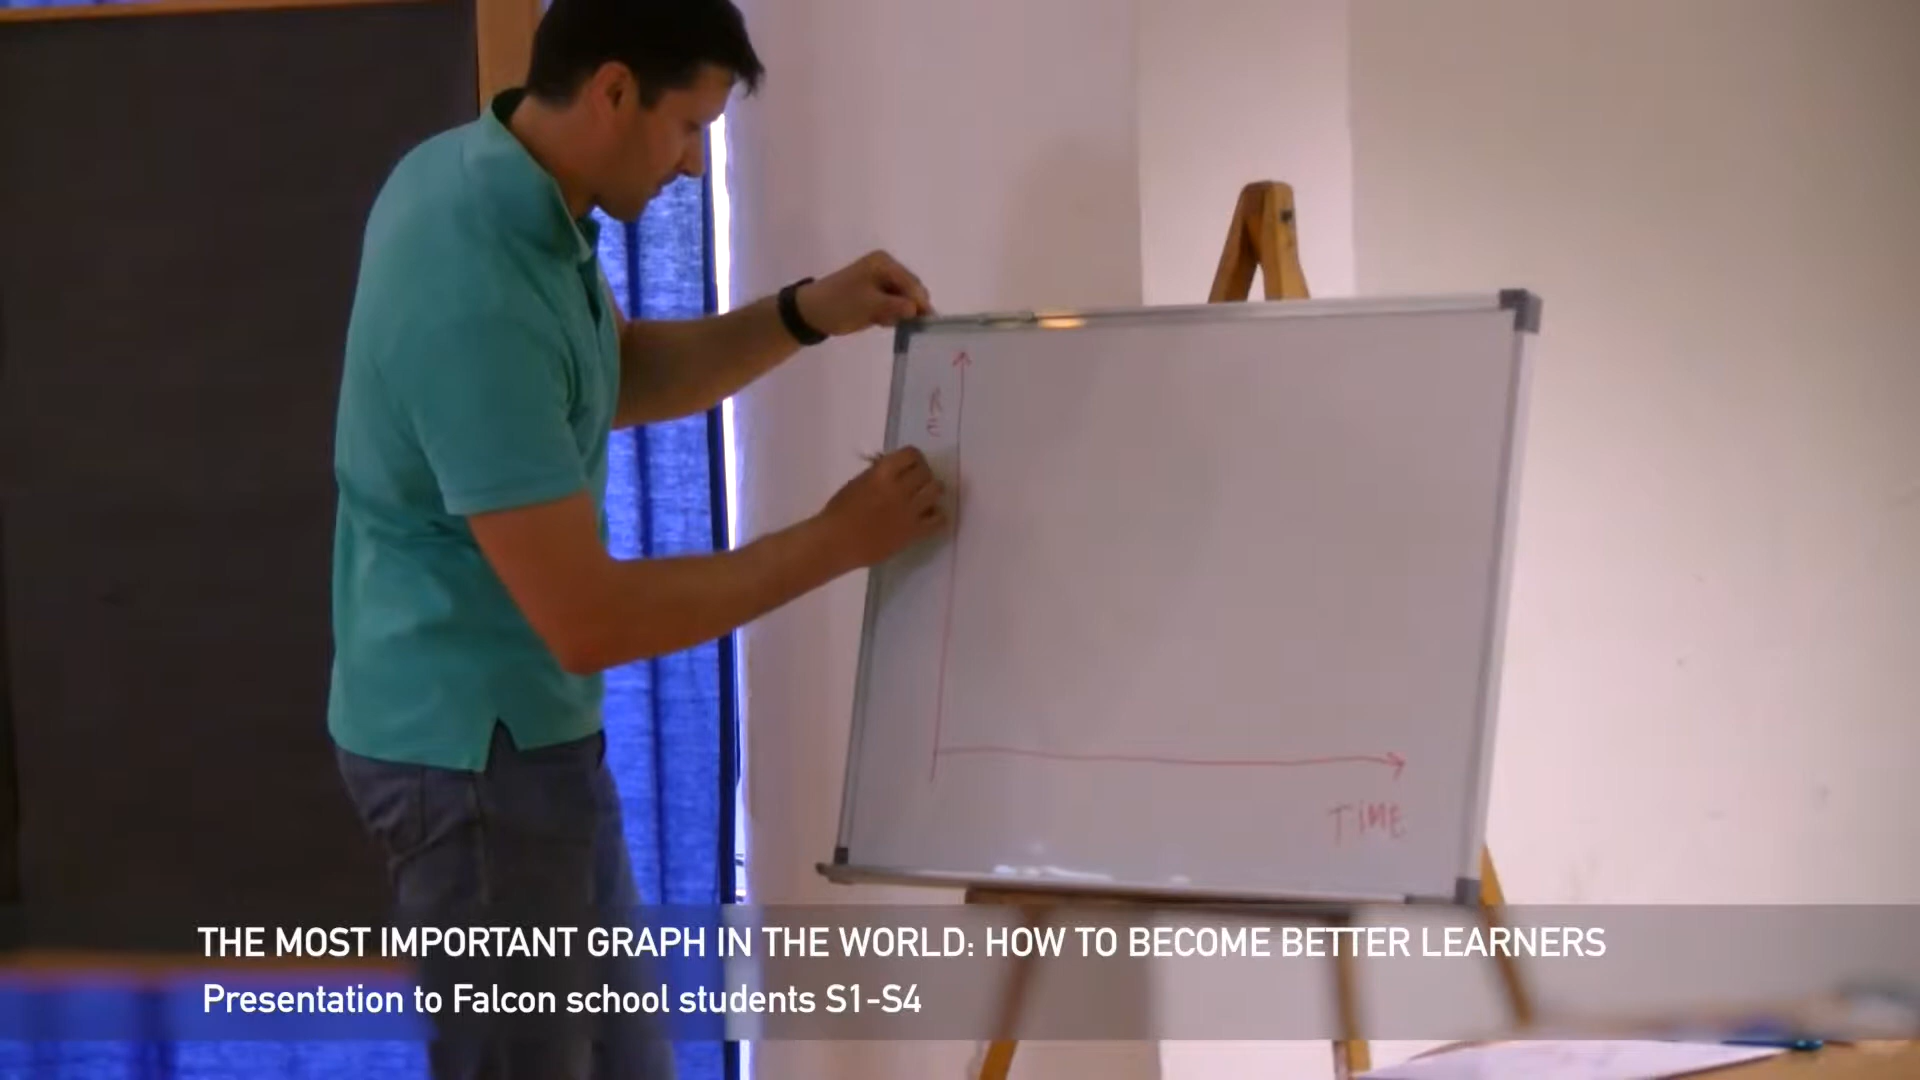 R
E
TIME
THE MOST IMPORTANT GRAPH IN THE WORLD: HOW TO BECOME BETTER LEARNERS
Presentation to Falcon school students S1-S4